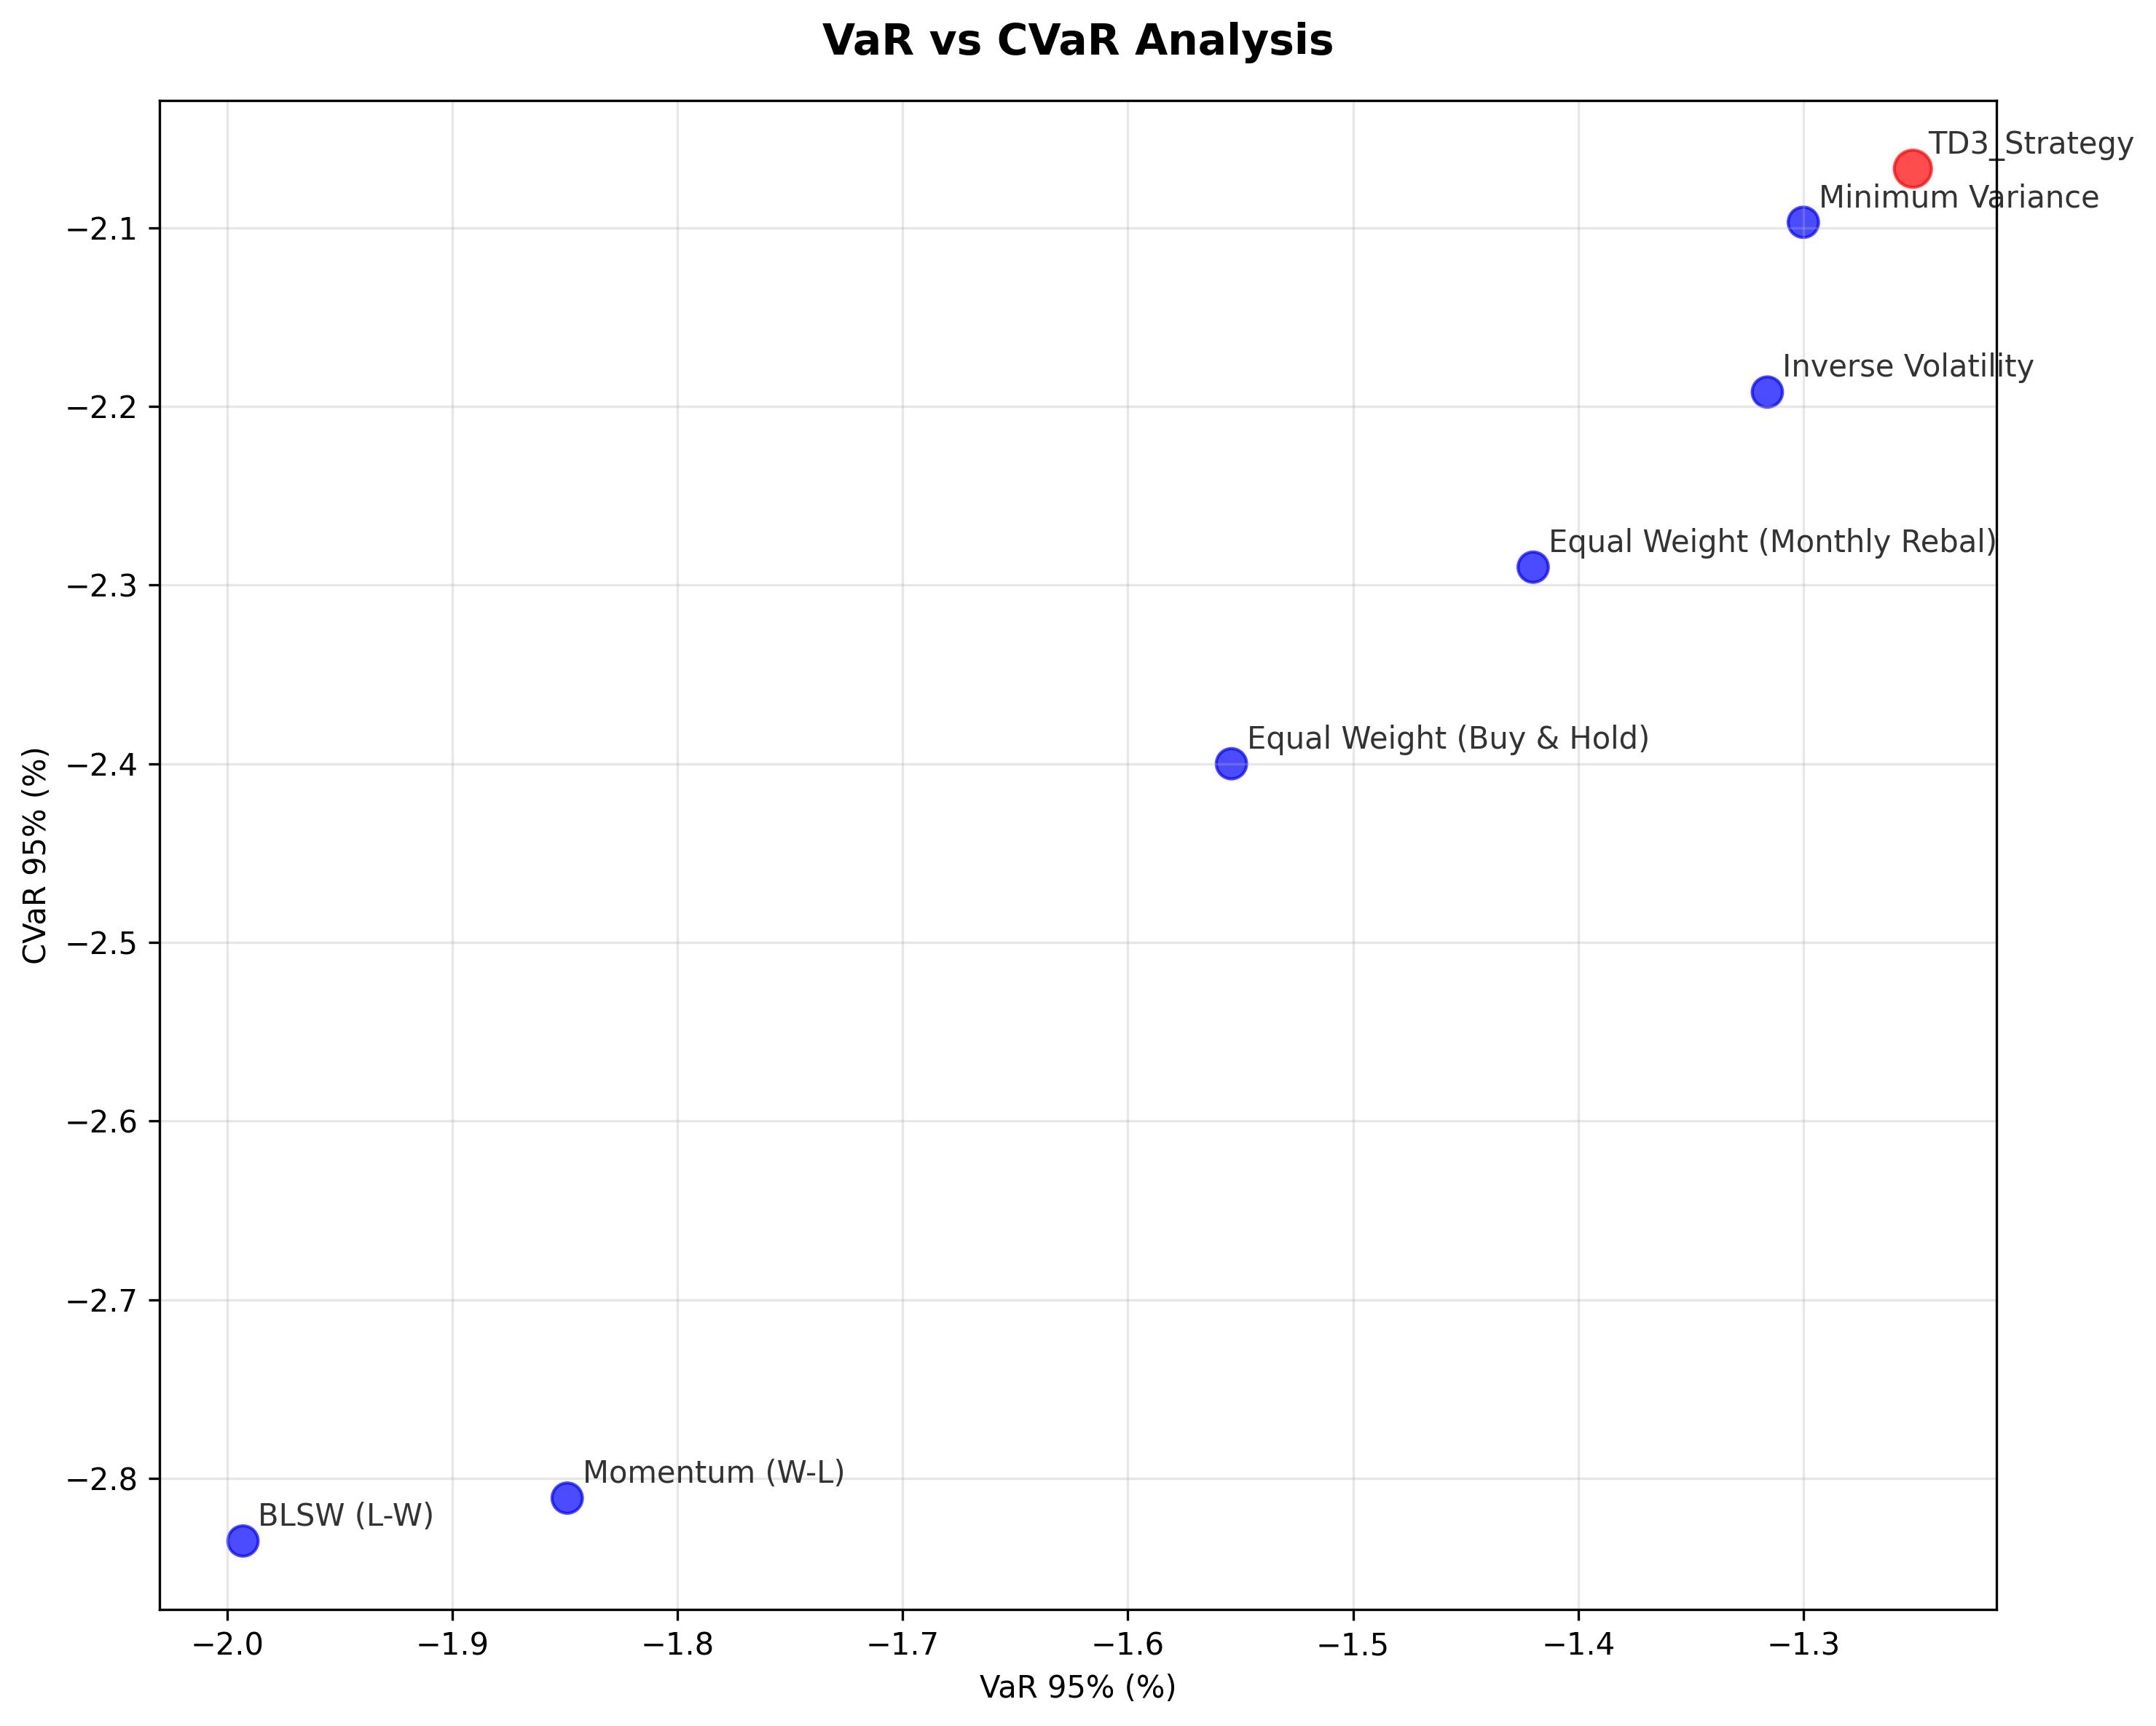 VaR vs CVaR Analysis
TD3_Strategy
Minimum Variance
−2.1
Inverse Volatility
−2.2
Equal Weight (Monthly Rebal)
−2.3
Equal Weight (Buy & Hold)
−2.4
CVaR 95% (%)
−2.5
−2.6
−2.7
Momentum (W-L)
−2.8
BLSW (L-W)
−2.0 −1.9 −1.8 −1.7 −1.6 −1.5 −1.4 −1.3
VaR 95% (%)